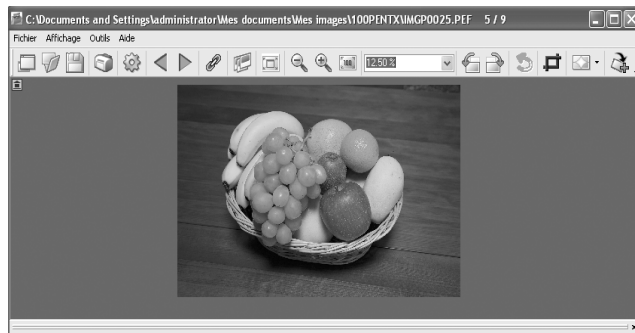 C:\Documents and Settings\administrator\Mes documents\Mes images\100PENTX\IMGP0025.PEF 5 / 9
Fichier Affichage Outils Aide
12.50 %